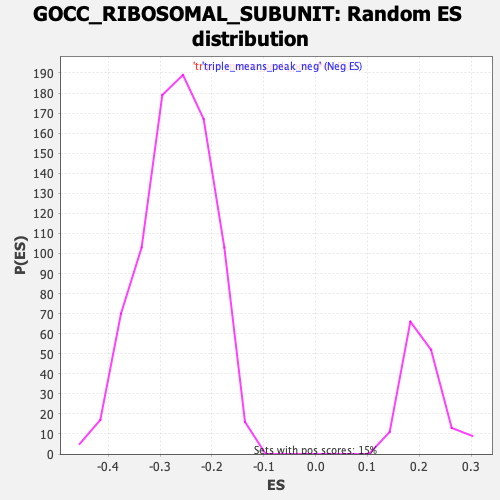 GOCC_RIBOSOMAL_SUBUNIT: Random ES
distribution
'tr'triple_means_peak_neg' (Neg ES)
190
180
170
160
150
140
130
120
110
100
90
80
70
60
50
40
30
20
10
0
P(ES)
Sets with pos scores: 15%
-0.4 -0.3 -0.2 -0.1 0.0 0.1 0.2 0.3
ES